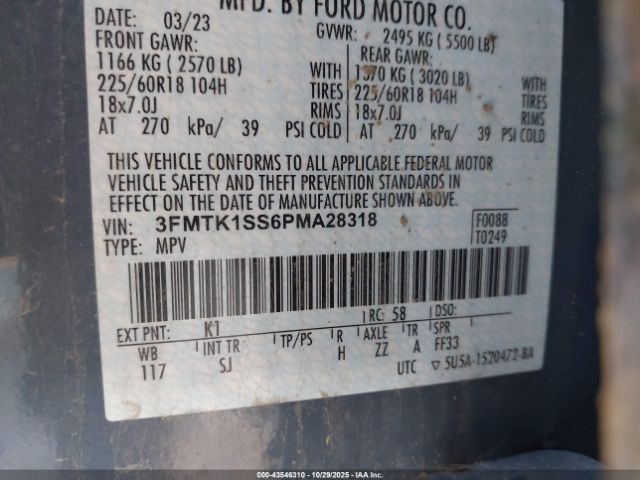 MFD. BY FORD MOTOR CO.
DATE: 03/23 GVWR: 2495 KG (5500 LB)
FRONT GAWR: REAR GAWR:
1166 KG (2570 LB) WITH 1370 KG (3020 LB) WITH
225/60R18 104H TIRES 225/60R18 104H TIRES
18x7.0J RIMS 18x7.0J RIMS
AT 270 kPa/ 39 PSI COLD AT 270 kPa/ 39 PSI COLD
THIS VEHICLE CONFORMS TO ALL APPLICABLE FEDERAL MOTOR
VEHICLE SAFETY AND THEFT PREVENTION STANDARDS IN
EFFECT ON THE DATE OF MANUFACTURE SHOWN ABOVE.
VIN: 3FMTK1SS6PMA28318 F0088
TYPE: MPV T0249
EXT PNT: K1 RC: 58 DSO:
WB INT TR TP/PS R AXLE TR SPR
117 SJ H ZZ A FF33
UTC ▽ 5U5A-1520472-BA
IAA - 43546310 | 10/29/2025 | IAAI.COM